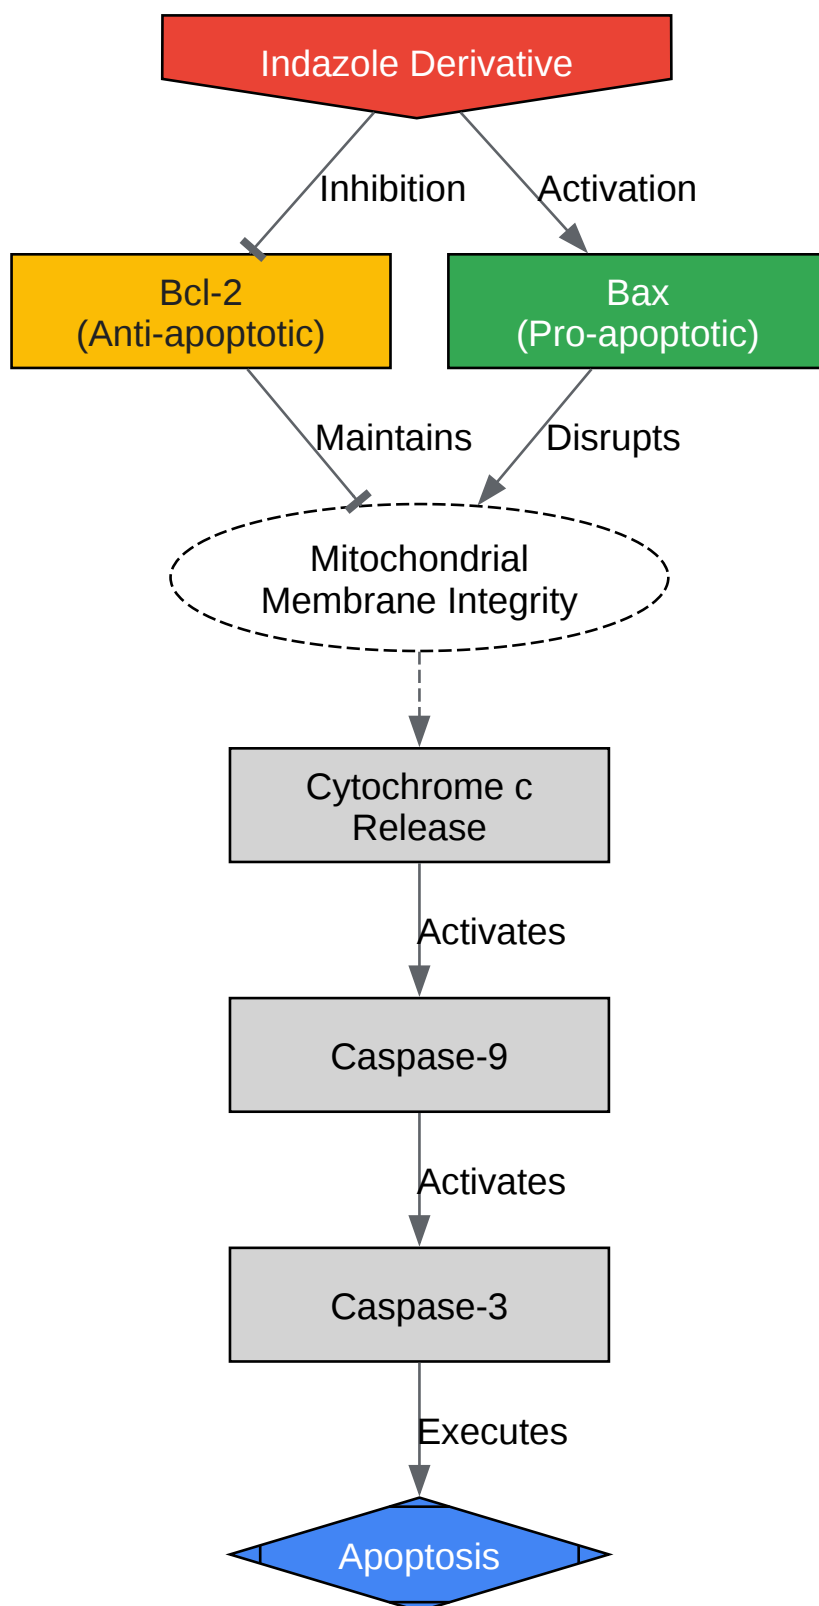 Indazole Derivative
Inhibition
Activation
Bcl-2
(Anti-apoptotic)
Bax
(Pro-apoptotic)
Maintains
Disrupts
Mitochondrial
Membrane Integrity
Cytochrome c
Release
Activates
Caspase-9
Activates
Caspase-3
Executes
Apoptosis